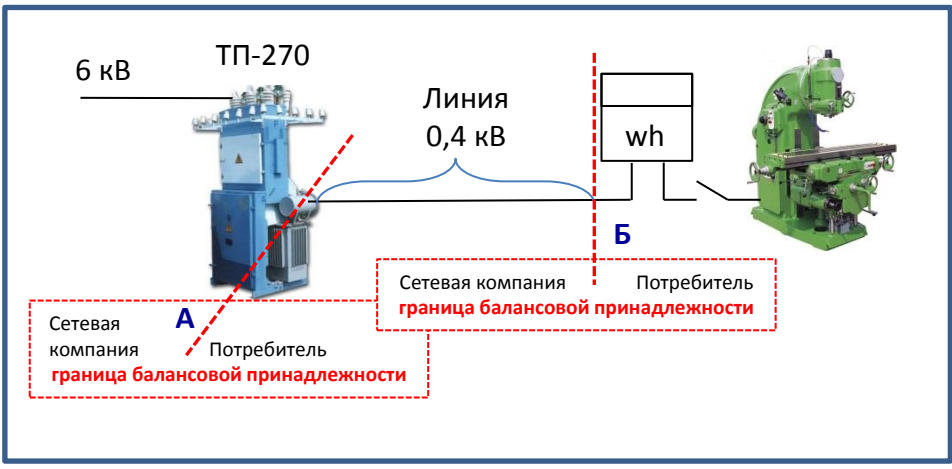 6 кВ
ТП-270
Линия
0,4 кВ
wh
Б
Сетевая компания Потребитель
граница балансовой принадлежности
А
Сетевая
компания Потребитель
граница балансовой принадлежности